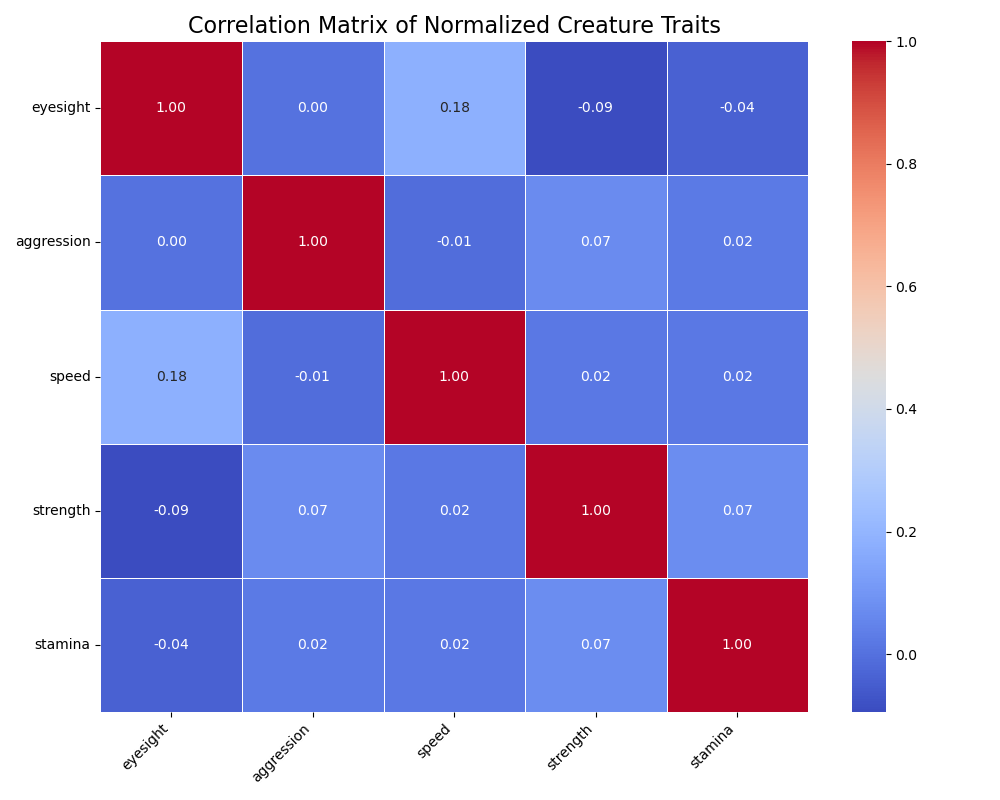 Correlation Matrix of Normalized Creature Traits
eyesight 1.00 0.00 0.18 -0.09 -0.04
aggression 0.00 1.00 -0.01 0.07 0.02
speed 0.18 -0.01 1.00 0.02 0.02
strength -0.09 0.07 0.02 1.00 0.07
stamina -0.04 0.02 0.02 0.07 1.00
eyesight aggression speed strength stamina
1.0
0.8
0.6
0.4
0.2
0.0